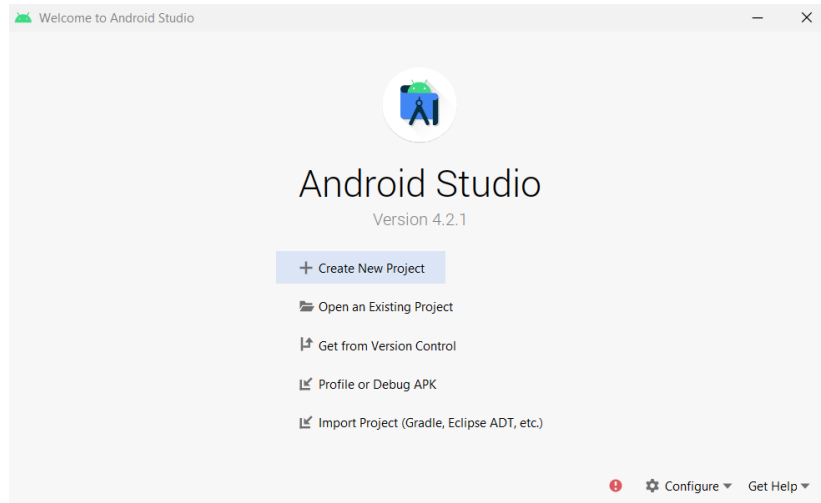 Welcome to Android Studio
Android Studio
Version 4.2.1
Create New Project
Open an Existing Project
Get from Version Control
Profile or Debug APK
Import Project (Gradle, Eclipse ADT, etc.)
Configure Get Help